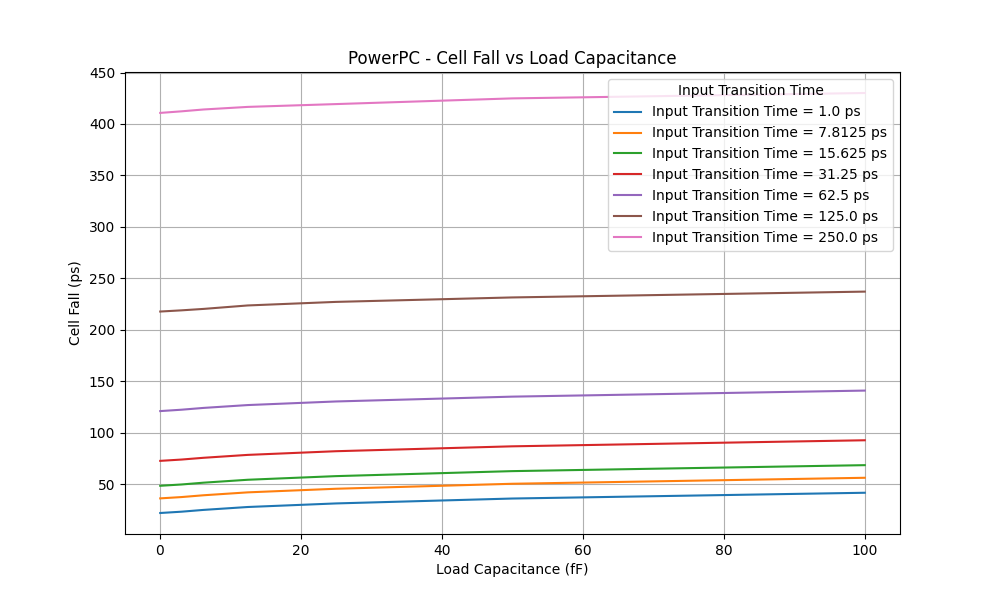 PowerPC - Cell Fall vs Load Capacitance
450
400
350
300
250
200
150
100
50
Cell Fall (ps)
Input Transition Time
Input Transition Time = 1.0 ps
Input Transition Time = 7.8125 ps
Input Transition Time = 15.625 ps
Input Transition Time = 31.25 ps
Input Transition Time = 62.5 ps
Input Transition Time = 125.0 ps
Input Transition Time = 250.0 ps
0 20 40 60 80 100
Load Capacitance (fF)